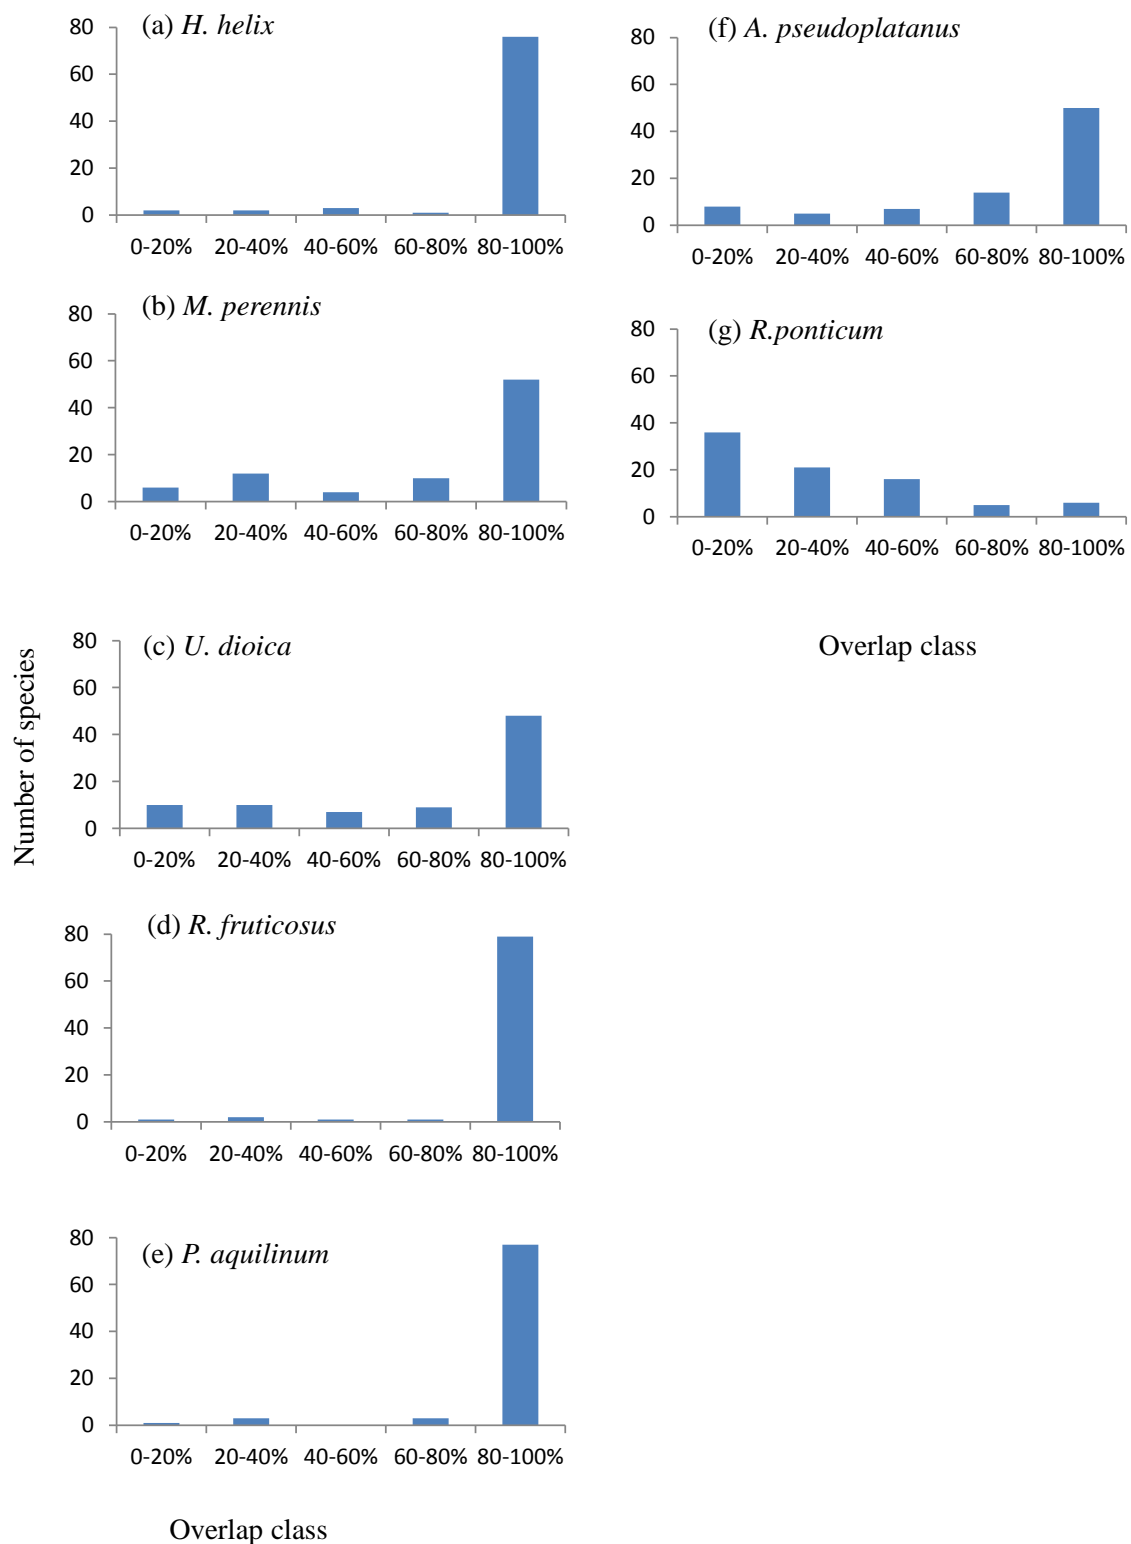 (a) H. helix
80
60
40
20
0
0-20% 20-40% 40-60% 60-80% 80-100%
(b) M. perennis
80
60
40
20
0
0-20% 20-40% 40-60% 60-80% 80-100%
Number of species
(c) U. dioica
80
60
40
20
0
0-20% 20-40% 40-60% 60-80% 80-100%
(d) R. fruticosus
80
60
40
20
0
0-20% 20-40% 40-60% 60-80% 80-100%
(e) P. aquilinum
80
60
40
20
0
0-20% 20-40% 40-60% 60-80% 80-100%
Overlap class
(f) A. pseudoplatanus
80
60
40
20
0
0-20% 20-40% 40-60% 60-80% 80-100%
(g) R.ponticum
80
60
40
20
0
0-20% 20-40% 40-60% 60-80% 80-100%
Overlap class